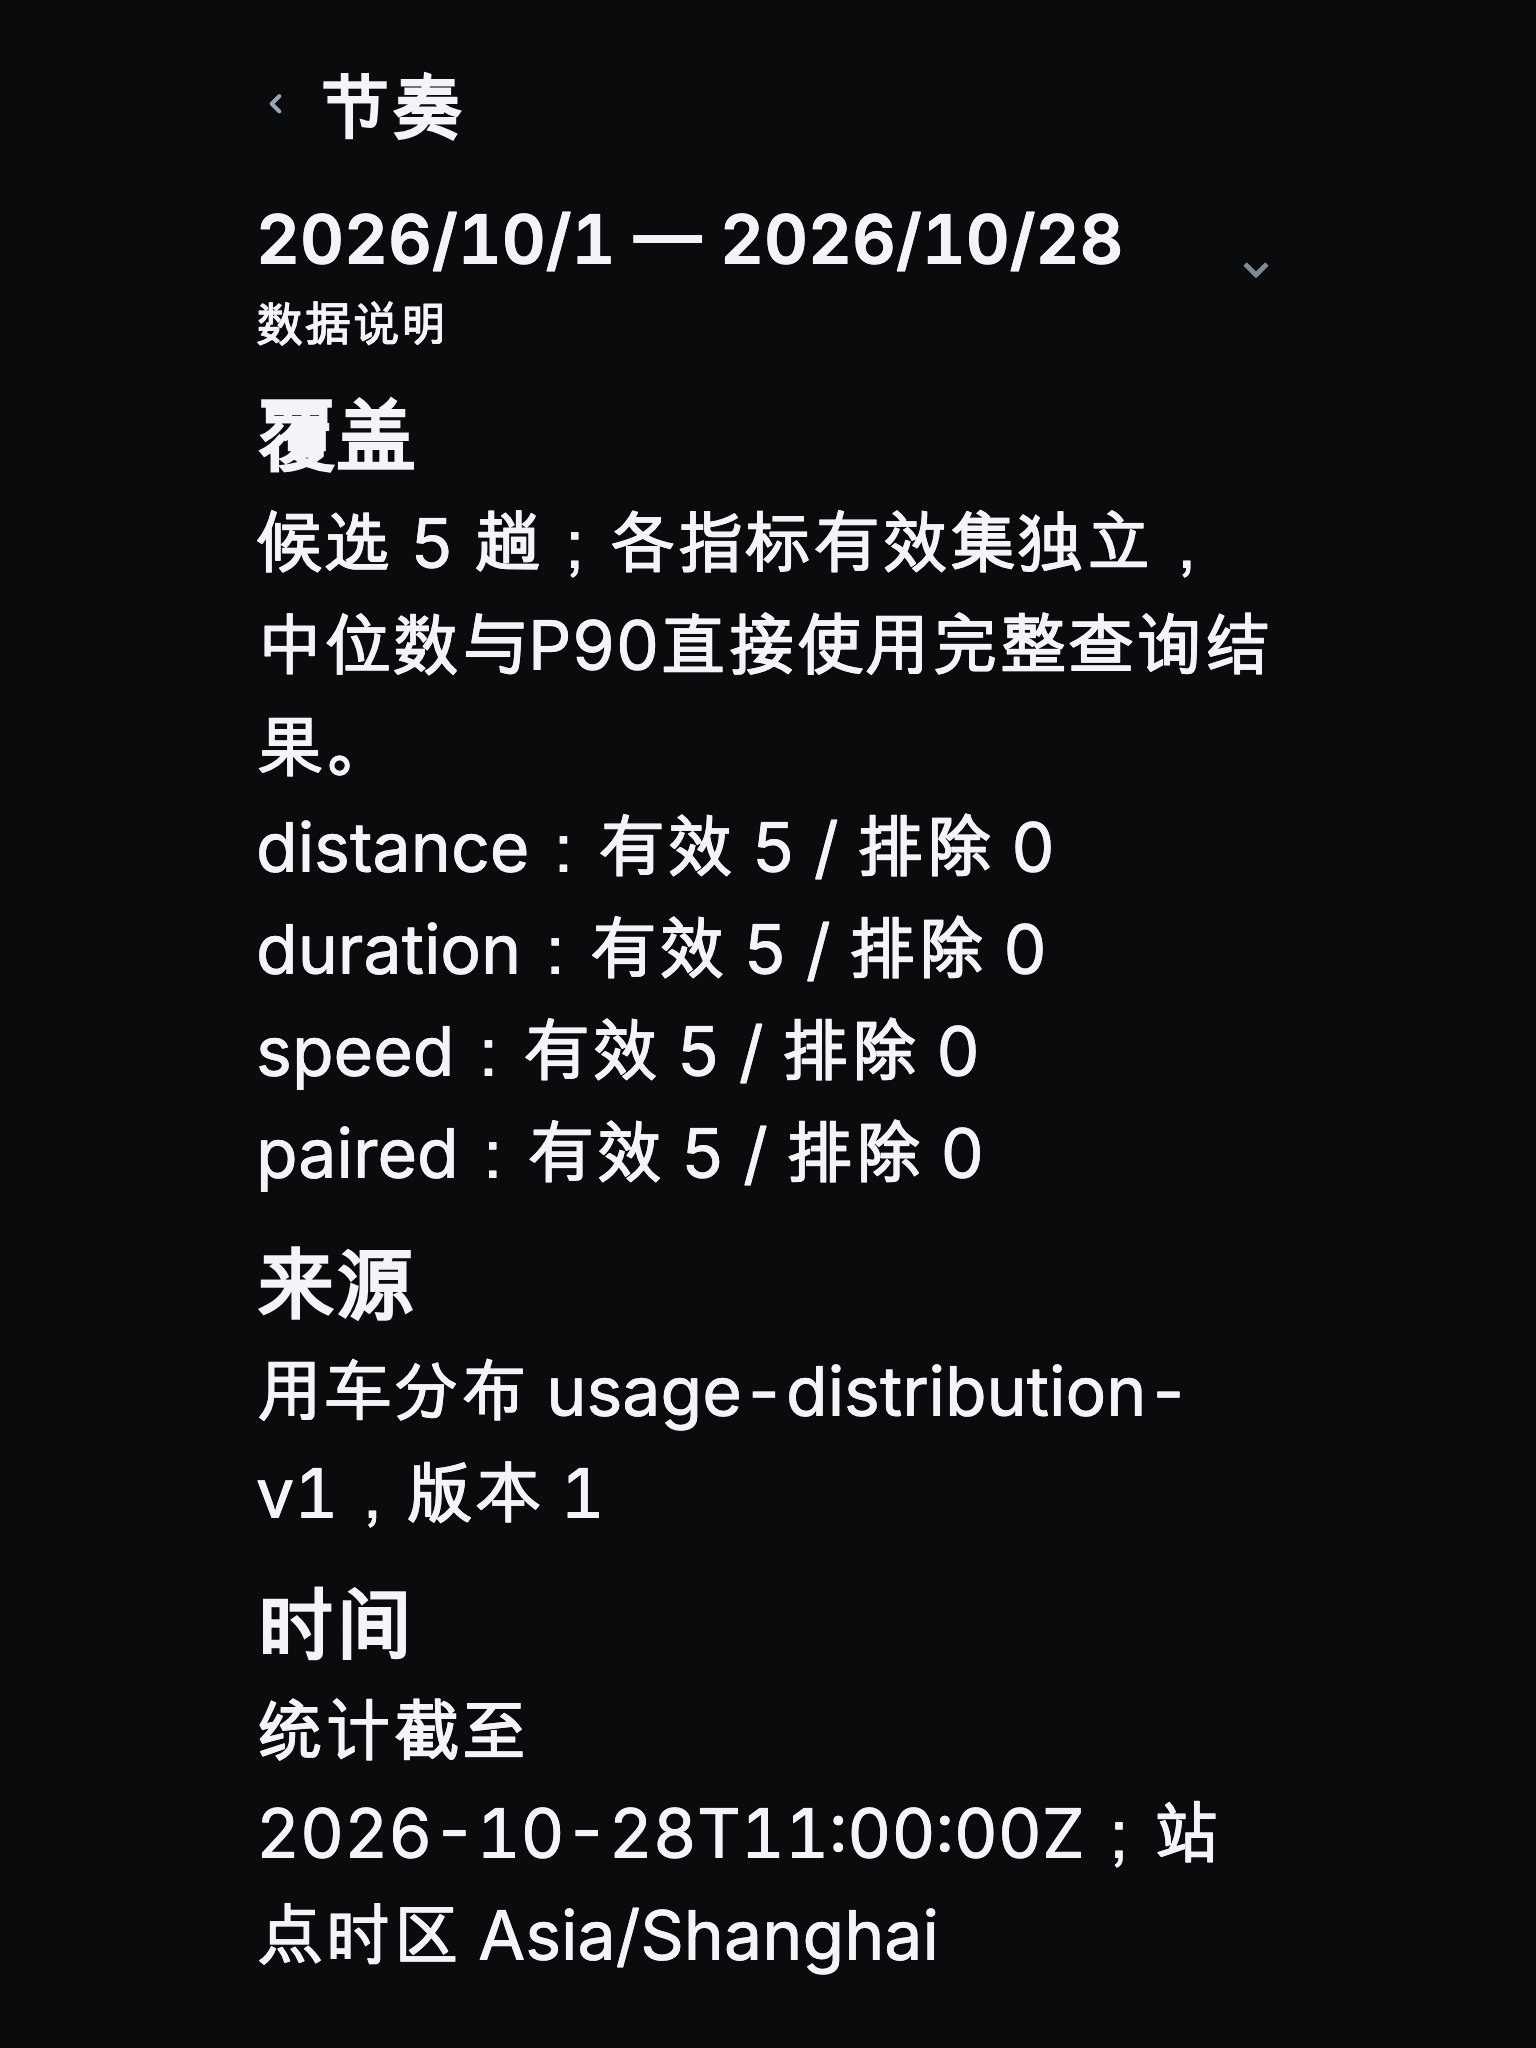 节奏
2026/10/1 — 2026/10/28
数据说明
覆盖
候选 5 趟；各指标有效集独立，
中位数与P90直接使用完整查询结
果。
distance：有效 5 / 排除 0
duration：有效 5 / 排除 0
speed：有效 5 / 排除 0
paired：有效 5 / 排除 0
来源
用车分布 usage-distribution-
v1，版本 1
时间
统计截至
2026-10-28T11:00:00Z；站
点时区 Asia/Shanghai